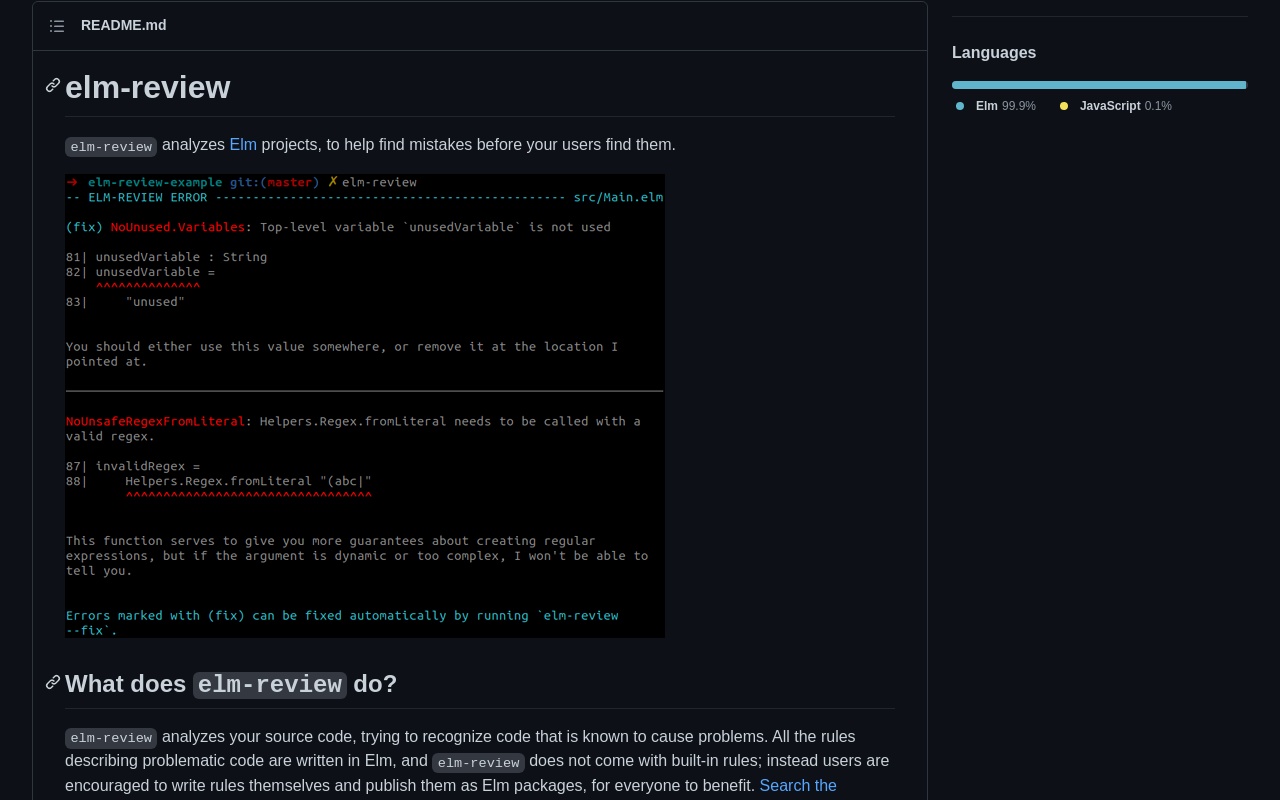 README.md
elm-review
elm-review analyzes Elm projects, to help find mistakes before your users find them.
➜ elm-review-example git:(master) ✗ elm-review
-- ELM-REVIEW ERROR ----------------------------------------------- src/Main.elm
(fix) NoUnused.Variables: Top-level variable `unusedVariable` is not used
81| unusedVariable : String
82| unusedVariable =
^^^^^^^^^^^^^^
83|     "unused"
You should either use this value somewhere, or remove it at the location I
pointed at.
NoUnsafeRegexFromLiteral: Helpers.Regex.fromLiteral needs to be called with a
valid regex.
87| invalidRegex =
88|     Helpers.Regex.fromLiteral "(abc|"
^^^^^^^^^^^^^^^^^^^^^^^^^^^^^^^^^
This function serves to give you more guarantees about creating regular
expressions, but if the argument is dynamic or too complex, I won't be able to
tell you.
Errors marked with (fix) can be fixed automatically by running `elm-review
--fix`.
What does elm-review do?
elm-review analyzes your source code, trying to recognize code that is known to cause problems. All the rules
describing problematic code are written in Elm, and elm-review does not come with built-in rules; instead users are
encouraged to write rules themselves and publish them as Elm packages, for everyone to benefit. Search the
Languages
Elm 99.9% JavaScript 0.1%